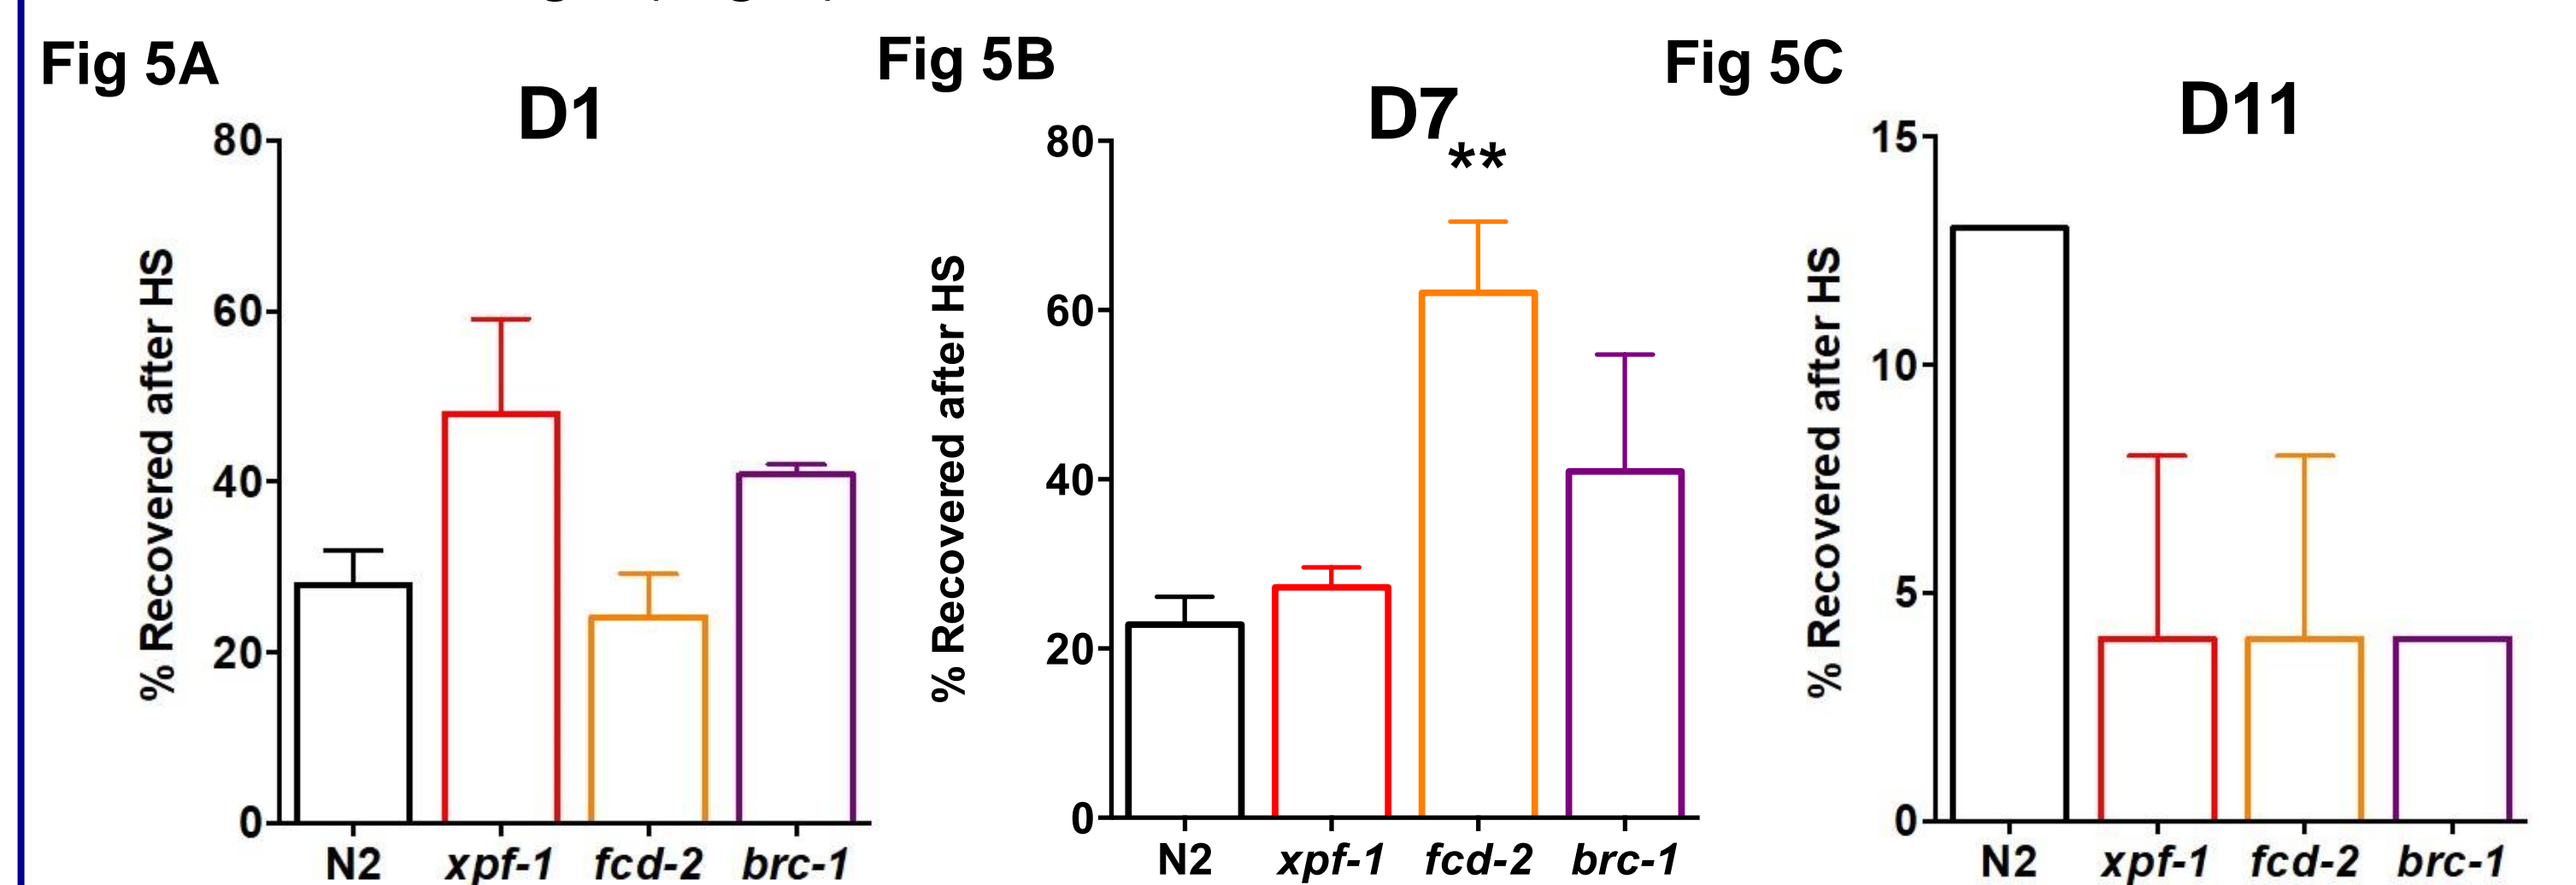 Fig 5A
D1
80
60
40
20
0
% Recovered after HS
N2 xpf-1 fcd-2 brc-1
Fig 5B
D7
**
80
60
40
20
0
% Recovered after HS
N2 xpf-1 fcd-2 brc-1
Fig 5C
D11
15
10
5
0
% Recovered after HS
N2 xpf-1 fcd-2 brc-1